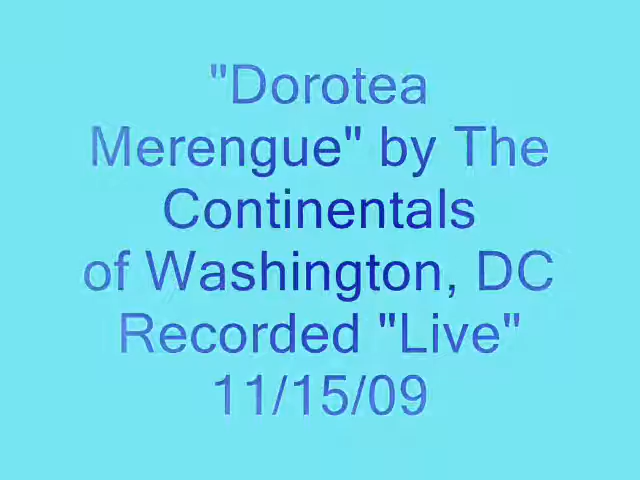 "Dorotea
Merengue" by The
Continentals
of Washington, DC
Recorded "Live"
11/15/09